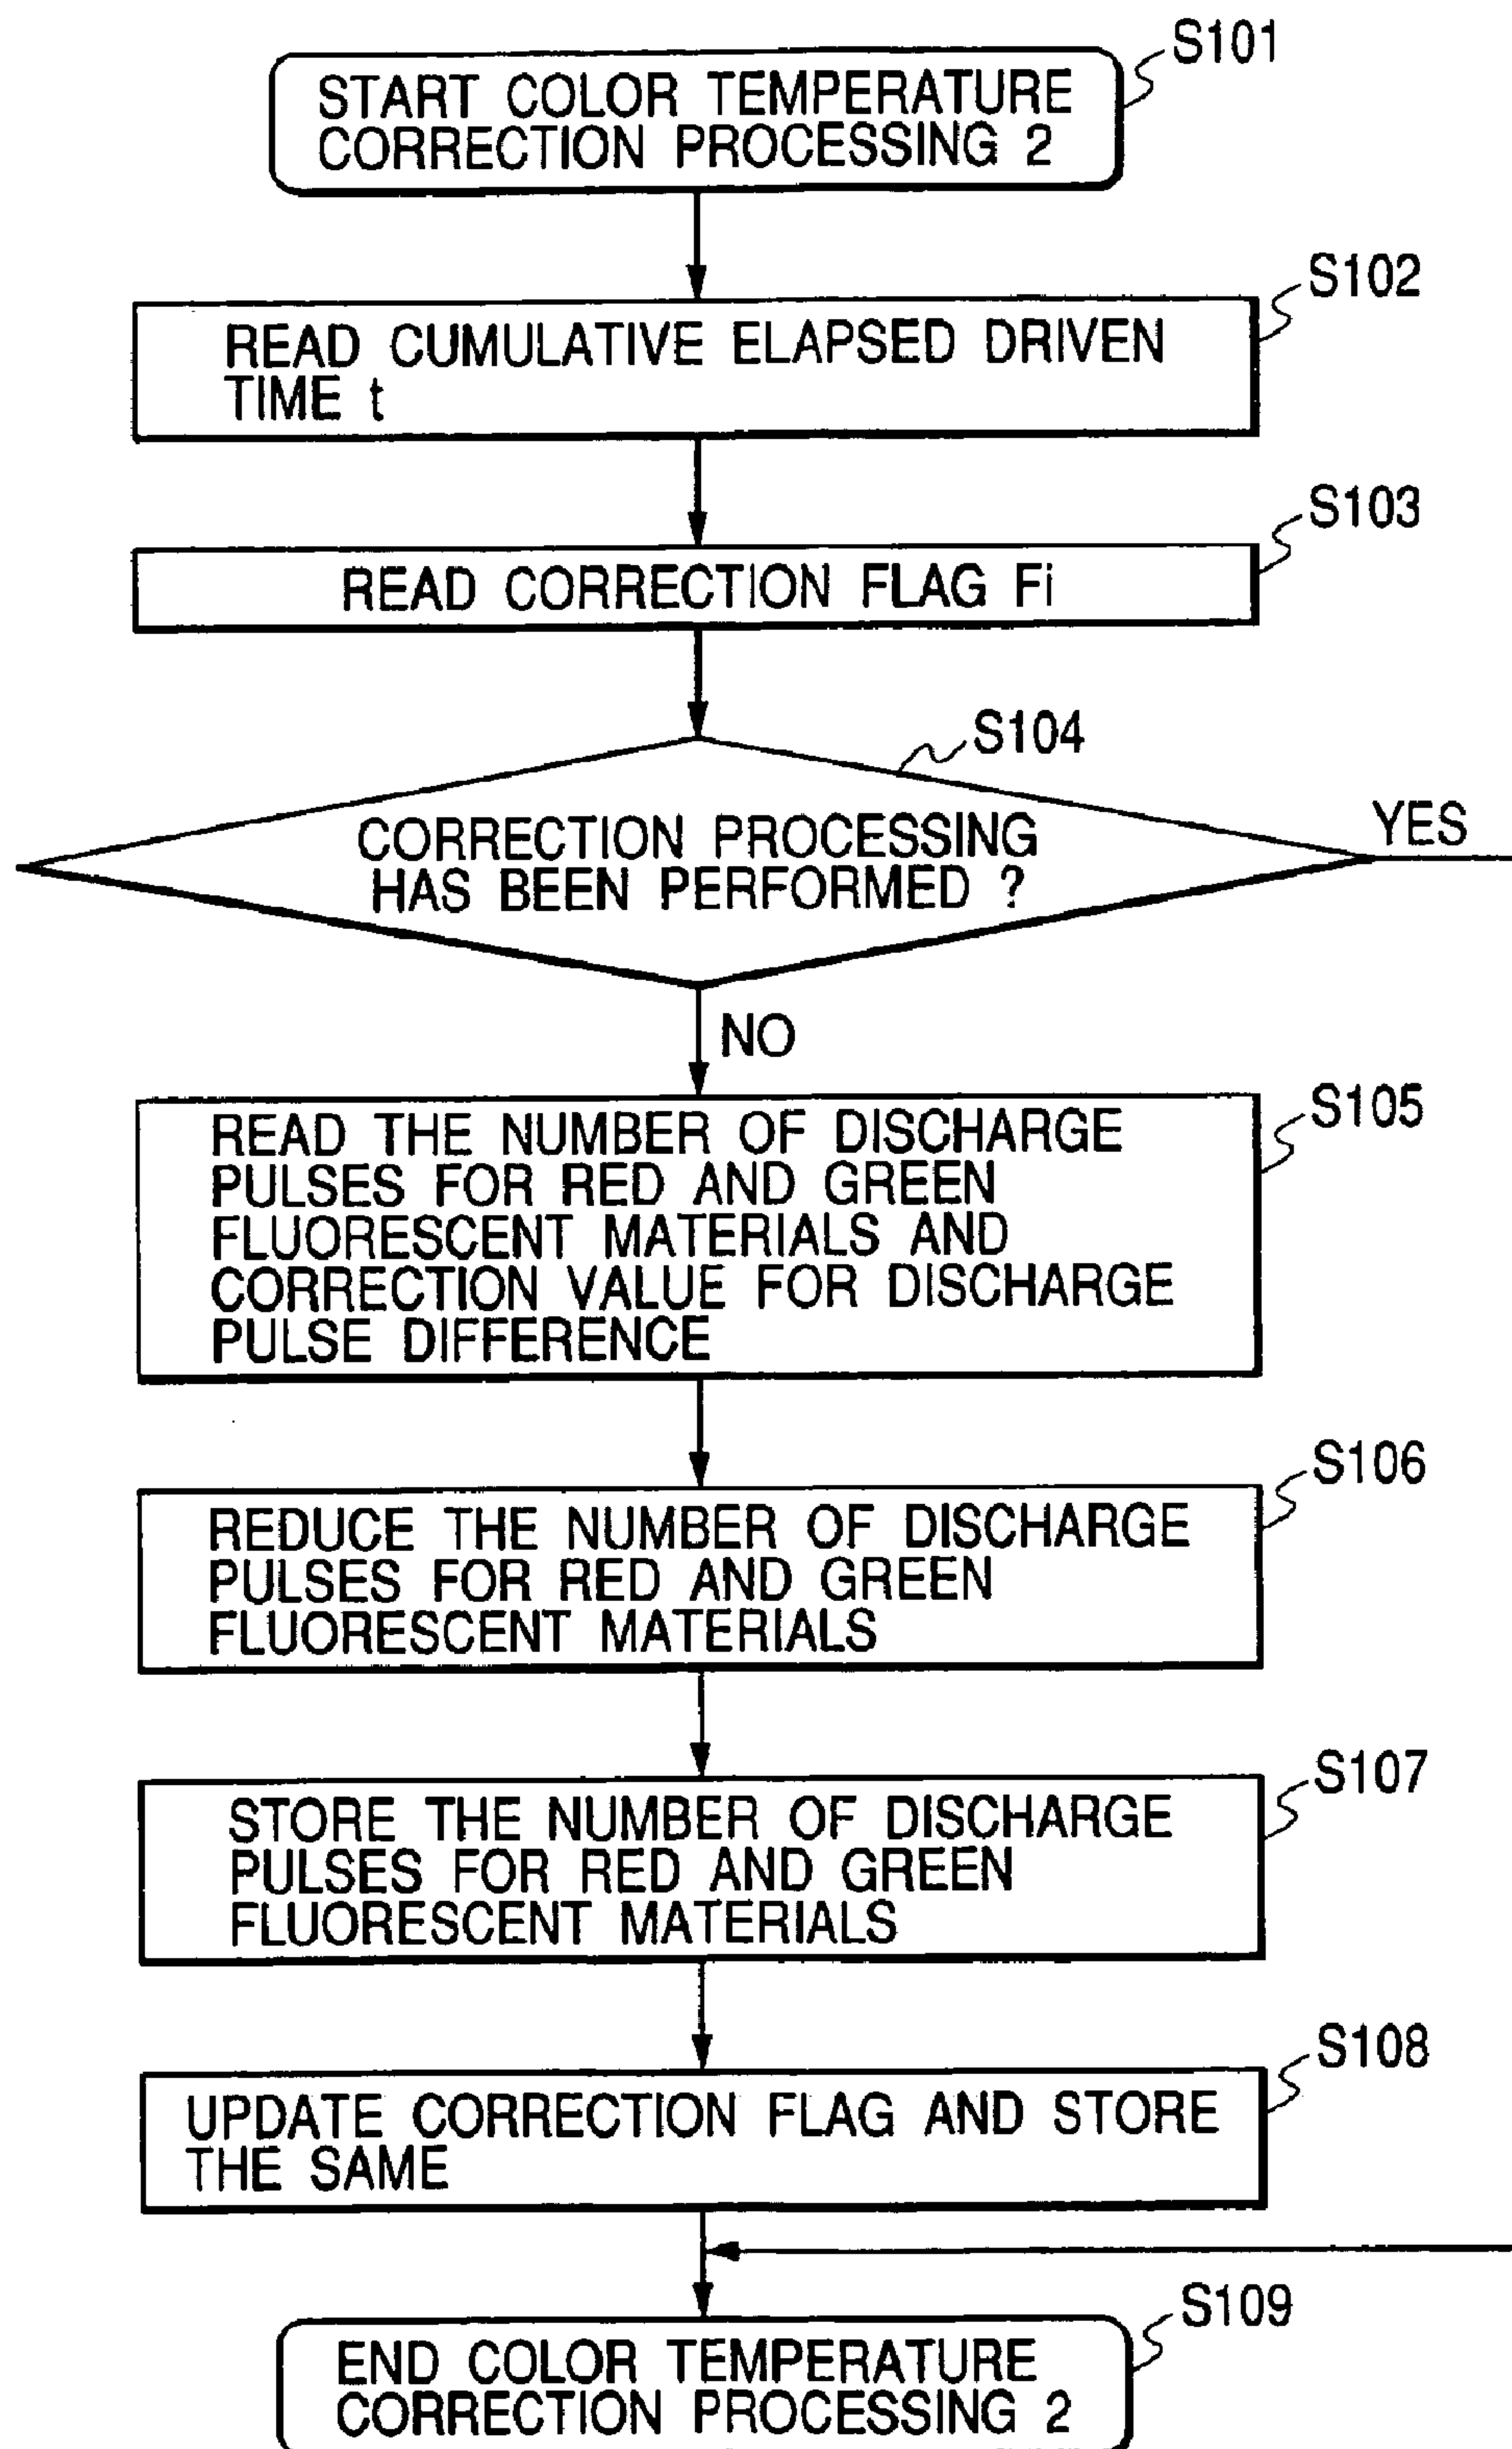 S101
START COLOR TEMPERATURE
CORRECTION PROCESSING 2
S102
READ CUMULATIVE ELAPSED DRIVEN
TIME t
S103
READ CORRECTION FLAG Fi
S104
CORRECTION PROCESSING
HAS BEEN PERFORMED ?
YES
NO
S105
READ THE NUMBER OF DISCHARGE
PULSES FOR RED AND GREEN
FLUORESCENT MATERIALS AND
CORRECTION VALUE FOR DISCHARGE
PULSE DIFFERENCE
S106
REDUCE THE NUMBER OF DISCHARGE
PULSES FOR RED AND GREEN
FLUORESCENT MATERIALS
S107
STORE THE NUMBER OF DISCHARGE
PULSES FOR RED AND GREEN
FLUORESCENT MATERIALS
S108
UPDATE CORRECTION FLAG AND STORE
THE SAME
S109
END COLOR TEMPERATURE
CORRECTION PROCESSING 2